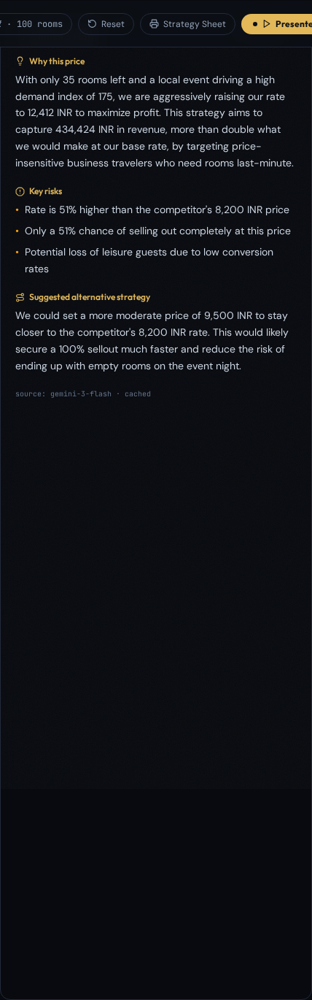 · 100 rooms
Reset
Strategy Sheet
Why this price
With only 35 rooms left and a local event driving a high
demand index of 175, we are aggressively raising our rate
to 12,412 INR to maximize profit. This strategy aims to
capture 434,424 INR in revenue, more than double what
we would make at our base rate, by targeting price-
insensitive business travelers who need rooms last-minute.
Key risks
• Rate is 51% higher than the competitor's 8,200 INR price
• Only a 51% chance of selling out completely at this price
• Potential loss of leisure guests due to low conversion
rates
Suggested alternative strategy
We could set a more moderate price of 9,500 INR to stay
closer to the competitor's 8,200 INR rate. This would likely
secure a 100% sellout much faster and reduce the risk of
ending up with empty rooms on the event night.
source: gemini-3-flash · cached